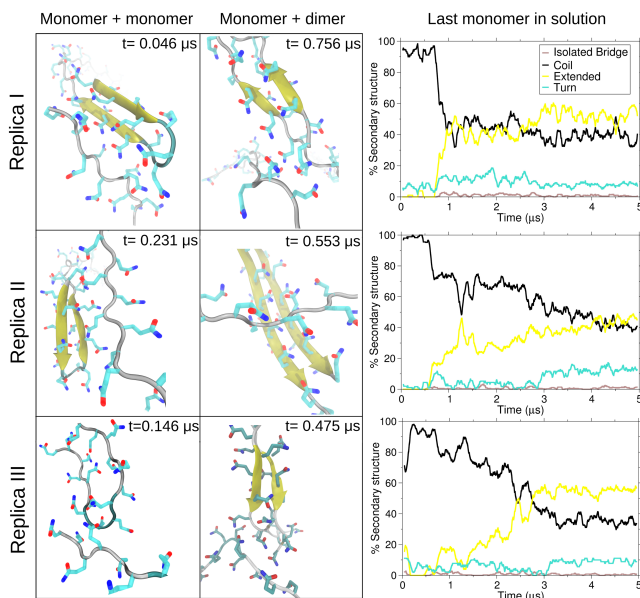 Monomer + monomer
Monomer + dimer
Last monomer in solution
Replica I
t= 0.046 µs
t= 0.756 µs
% Secondary structure
100
80
60
40
20
0
Isolated Bridge
Coil
Extended
Turn
0 1 2 3 4 5
Time (µs)
Replica II
t= 0.231 µs
t= 0.553 µs
% Secondary structure
100
80
60
40
20
0
0 1 2 3 4 5
Time (µs)
Replica III
t=0.146 µs
t= 0.475 µs
% Secondary structure
100
80
60
40
20
0
0 1 2 3 4 5
Time (µs)